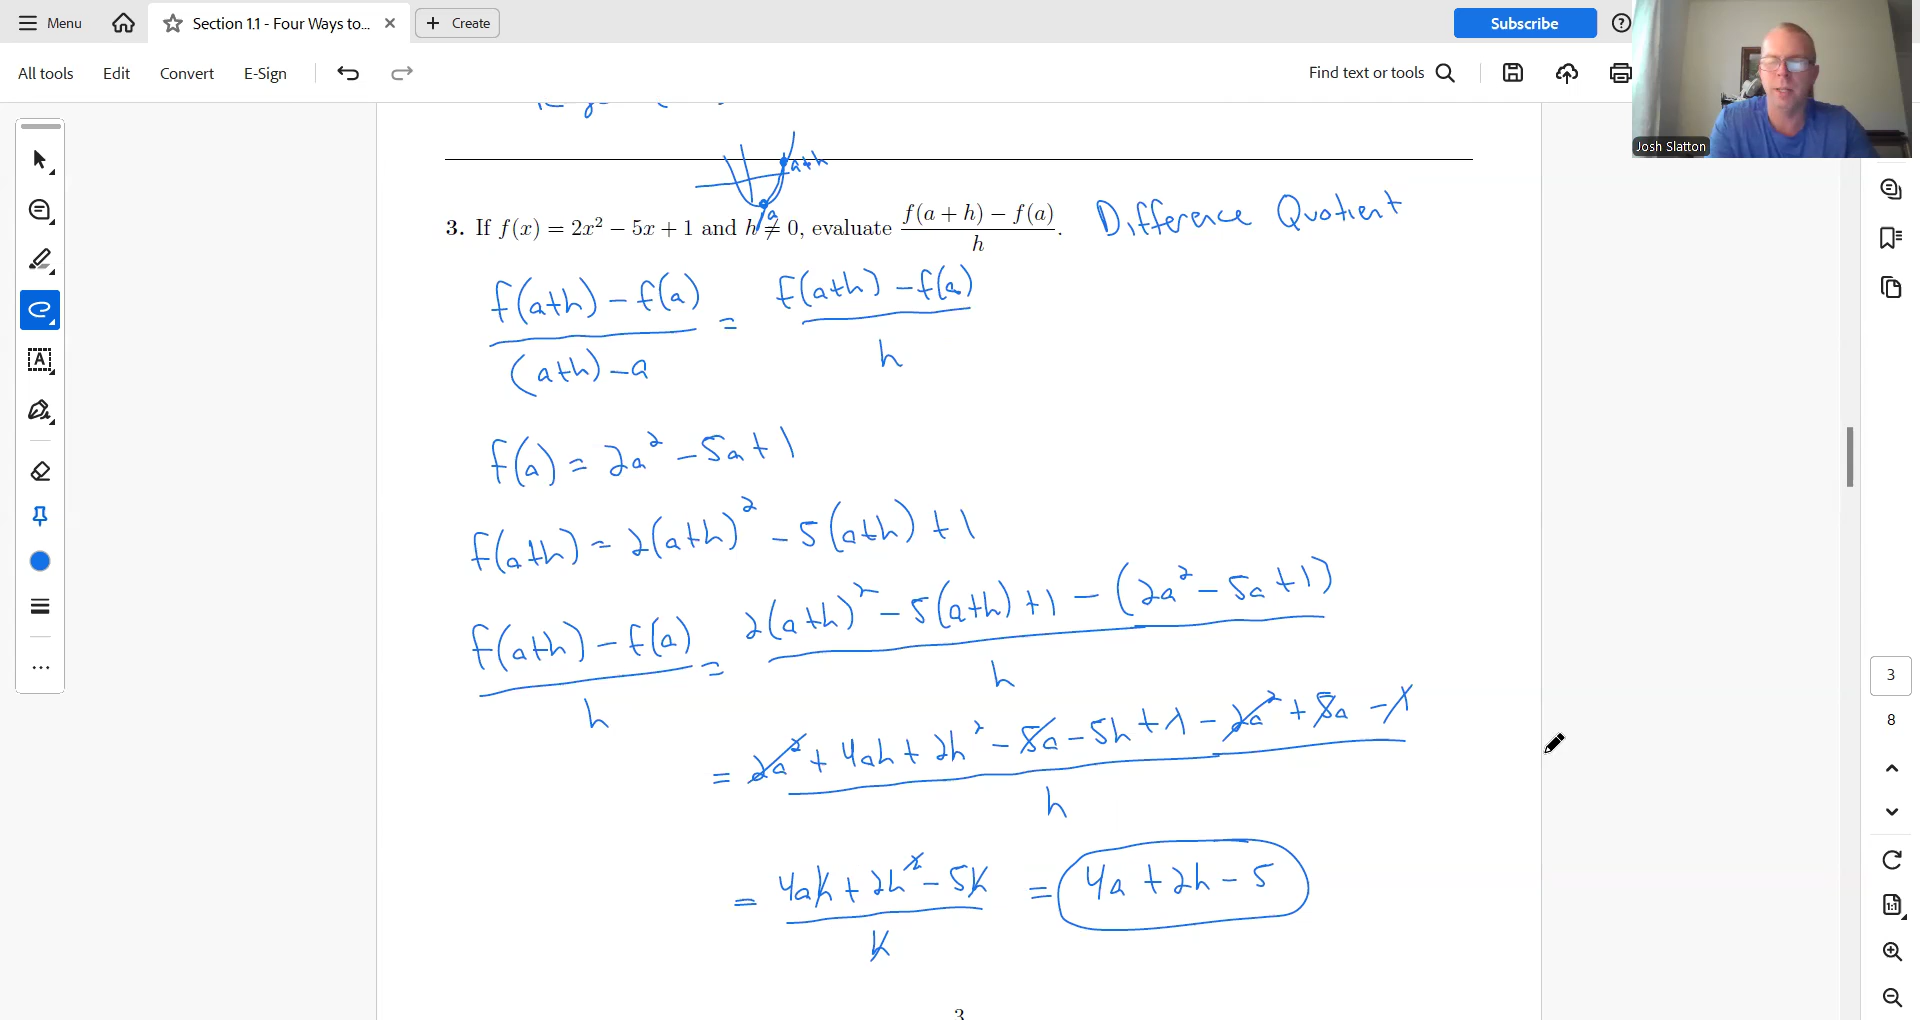 Menu
Section 1.1 - Four Ways to...
Create
Subscribe
All tools
Edit
Convert
E-Sign
Find text or tools
Josh Slatton
a+h
a
3. If f(x) = 2x² − 5x + 1 and h ≠ 0, evaluate (f(a + h) − f(a))/h.
Difference Quotient
(f(a+h) − f(a))/((a+h) − a) = (f(a+h) − f(a))/h
f(a) = 2a² − 5a + 1
f(a+h) = 2(a+h)² − 5(a+h) + 1
(f(a+h) − f(a))/h = (2(a+h)² − 5(a+h) + 1 − (2a² − 5a + 1))/h
= (2a² + 4ah + 2h² − 5a − 5h + 1 − 2a² + 5a − 1)/h
= (4ah + 2h² − 5h)/h = 4a + 2h − 5
3
3
8
1:1